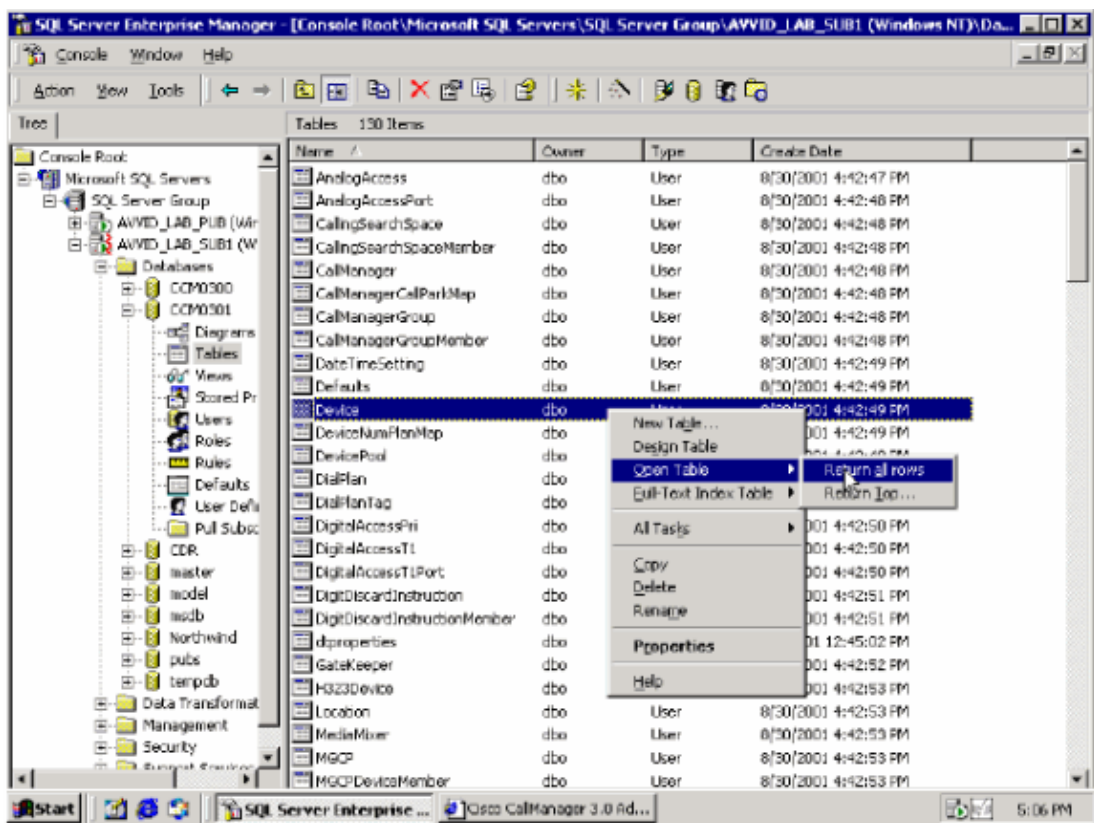 SQL Server Enterprise Manager - [Console Root\Microsoft SQL Servers\SQL Server Group\AVVID_LAB_SUB1 (Windows NT)\Da...
Console Window Help
Action View Tools
Tree
Tables 130 Items
Console Root
Microsoft SQL Servers
SQL Server Group
AVVID_LAB_PUB (Wir
AVVID_LAB_SUB1 (W
Databases
CCM0300
CCM0301
Diagrams
Tables
Views
Stored Pr
Users
Roles
Rules
Defaults
User Defi
Pull Subsc
CDR
master
model
msdb
Northwind
pubs
tempdb
Data Transformat
Management
Security
Name Owner Type Create Date
AnalogAccess dbo User 8/30/2001 4:42:47 PM
AnalogAccessPort dbo User 8/30/2001 4:42:48 PM
CallingSearchSpace dbo User 8/30/2001 4:42:48 PM
CallingSearchSpaceMember dbo User 8/30/2001 4:42:48 PM
CallManager dbo User 8/30/2001 4:42:48 PM
CallManagerCallParkMap dbo User 8/30/2001 4:42:48 PM
CallManagerGroup dbo User 8/30/2001 4:42:48 PM
CallManagerGroupMember dbo User 8/30/2001 4:42:48 PM
DateTimeSetting dbo User 8/30/2001 4:42:49 PM
Defaults dbo User 8/30/2001 4:42:49 PM
Device dbo 001 4:42:49 PM
DeviceNumPlanMap dbo 001 4:42:49 PM
DevicePool dbo
DialPlan dbo
DialPlanTag dbo
DigitalAccessPri dbo 001 4:42:50 PM
DigitalAccessT1 dbo 001 4:42:50 PM
DigitalAccessT1Port dbo 001 4:42:50 PM
DigitDiscardInstruction dbo 001 4:42:51 PM
DigitDiscardInstructionMember dbo 001 4:42:51 PM
dtproperties dbo 01 12:45:02 PM
GateKeeper dbo 001 4:42:52 PM
H323Device dbo 001 4:42:53 PM
Location dbo User 8/30/2001 4:42:53 PM
MediaMixer dbo User 8/30/2001 4:42:53 PM
MGCP dbo User 8/30/2001 4:42:53 PM
MGCPDeviceMember dbo User 8/30/2001 4:42:53 PM
New Table...
Design Table
Open Table
Full-Text Index Table
All Tasks
Copy
Delete
Rename
Properties
Help
Return all rows
Return Top...
Start
SQL Server Enterprise ...
Cisco CallManager 3.0 Ad...
5:06 PM